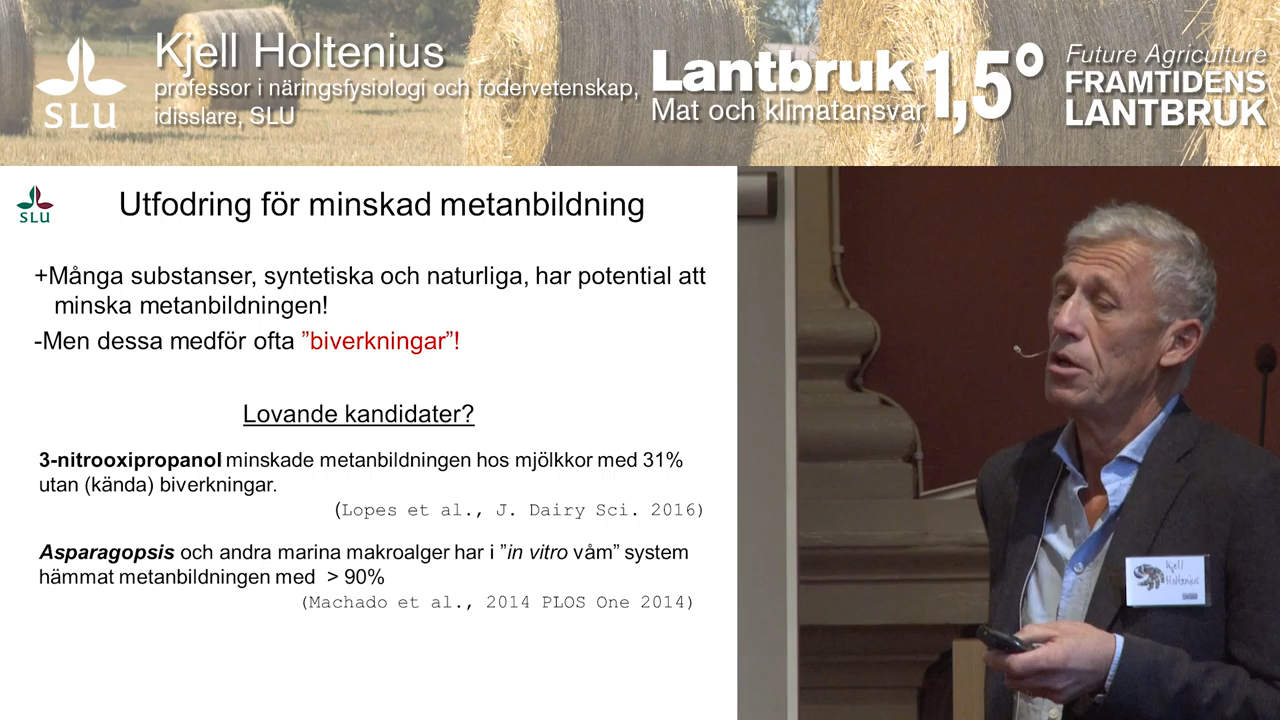 SLU
Kjell Holtenius
professor i näringsfysiologi och fodervetenskap,
idisslare, SLU
Lantbruk 1,5°
Mat och klimatansvar
Future Agriculture
FRAMTIDENS
LANTBRUK
SLU
Utfodring för minskad metanbildning
+Många substanser, syntetiska och naturliga, har potential att
minska metanbildningen!
-Men dessa medför ofta ”biverkningar”!
Lovande kandidater?
3-nitrooxipropanol minskade metanbildningen hos mjölkkor med 31%
utan (kända) biverkningar.
(Lopes et al., J. Dairy Sci. 2016)
Asparagopsis och andra marina makroalger har i ”in vitro våm” system
hämmat metanbildningen med > 90%
(Machado et al., 2014 PLOS One 2014)
Kjell
Holtenius